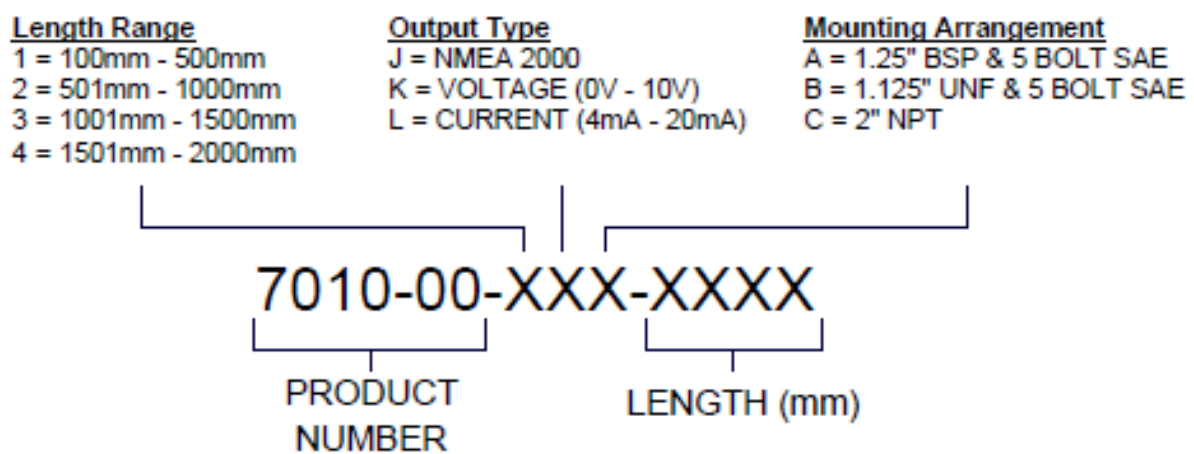 Length Range
1 = 100mm - 500mm
2 = 501mm - 1000mm
3 = 1001mm - 1500mm
4 = 1501mm - 2000mm
Output Type
J = NMEA 2000
K = VOLTAGE (0V - 10V)
L = CURRENT (4mA - 20mA)
Mounting Arrangement
A = 1.25" BSP & 5 BOLT SAE
B = 1.125" UNF & 5 BOLT SAE
C = 2" NPT
7010-00-XXX-XXXX
PRODUCT
NUMBER
LENGTH (mm)